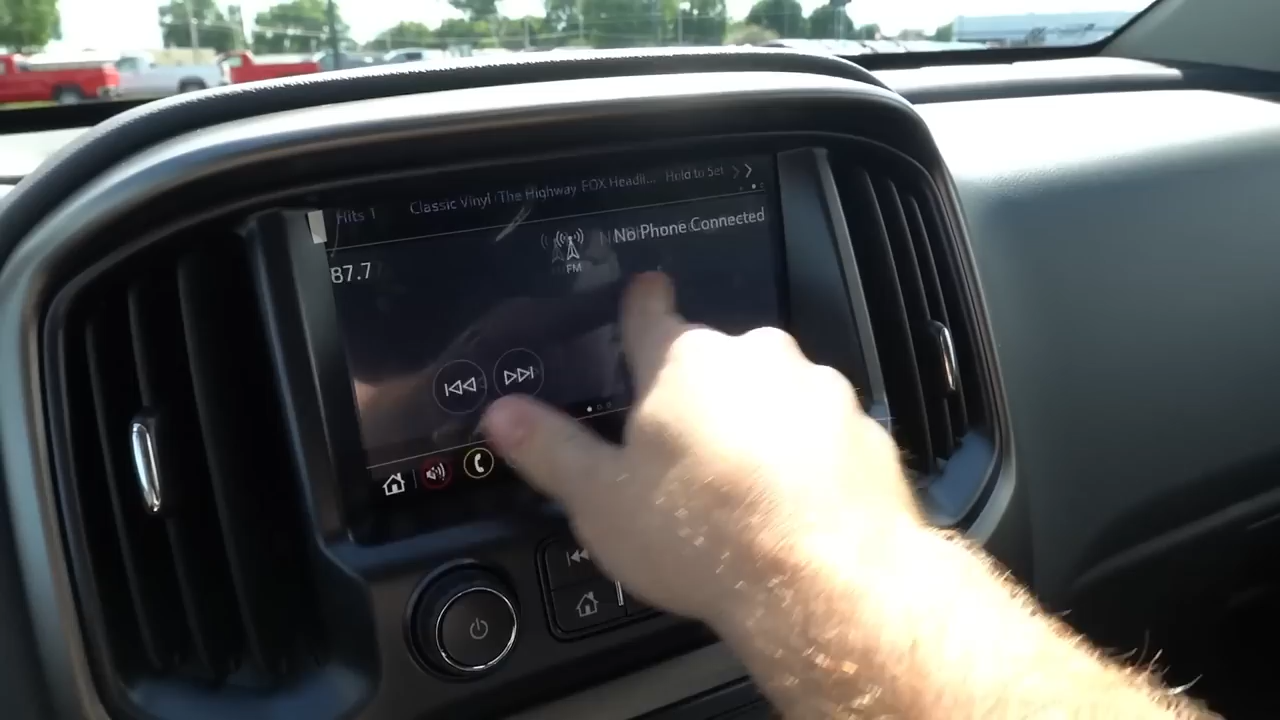 Hits 1 Classic Vinyl The Highway FOX Headli... Hold to Set
No Phone Connected
87.7
FM